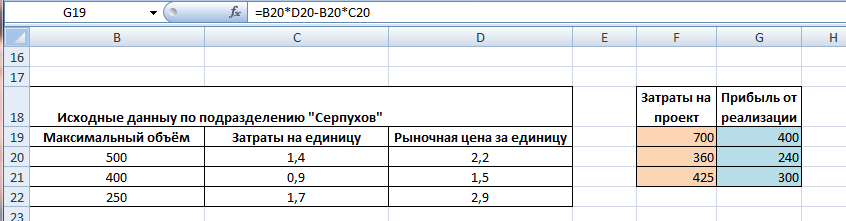 G19 fx =B20*D20-B20*C20
B C D E F G H
16
17
18 Исходные данныу по подразделению "Серпухов" Затраты на проект Прибыль от реализации
19 Максимальный объём Затраты на единицу Рыночная цена за единицу 700 400
20 500 1,4 2,2 360 240
21 400 0,9 1,5 425 300
22 250 1,7 2,9
23